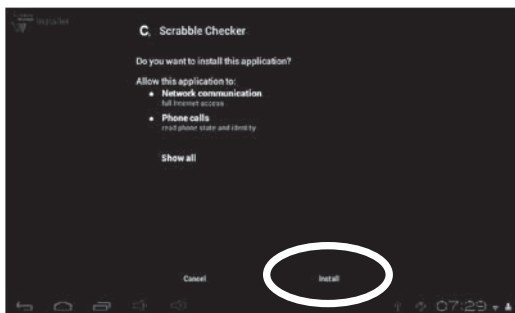 C, Scrabble Checker
Do you want to install this application?
Allow this application to:
• Network communication
full Internet access
• Phone calls
read phone state and identity
Show all
Cancel
Install
07:29